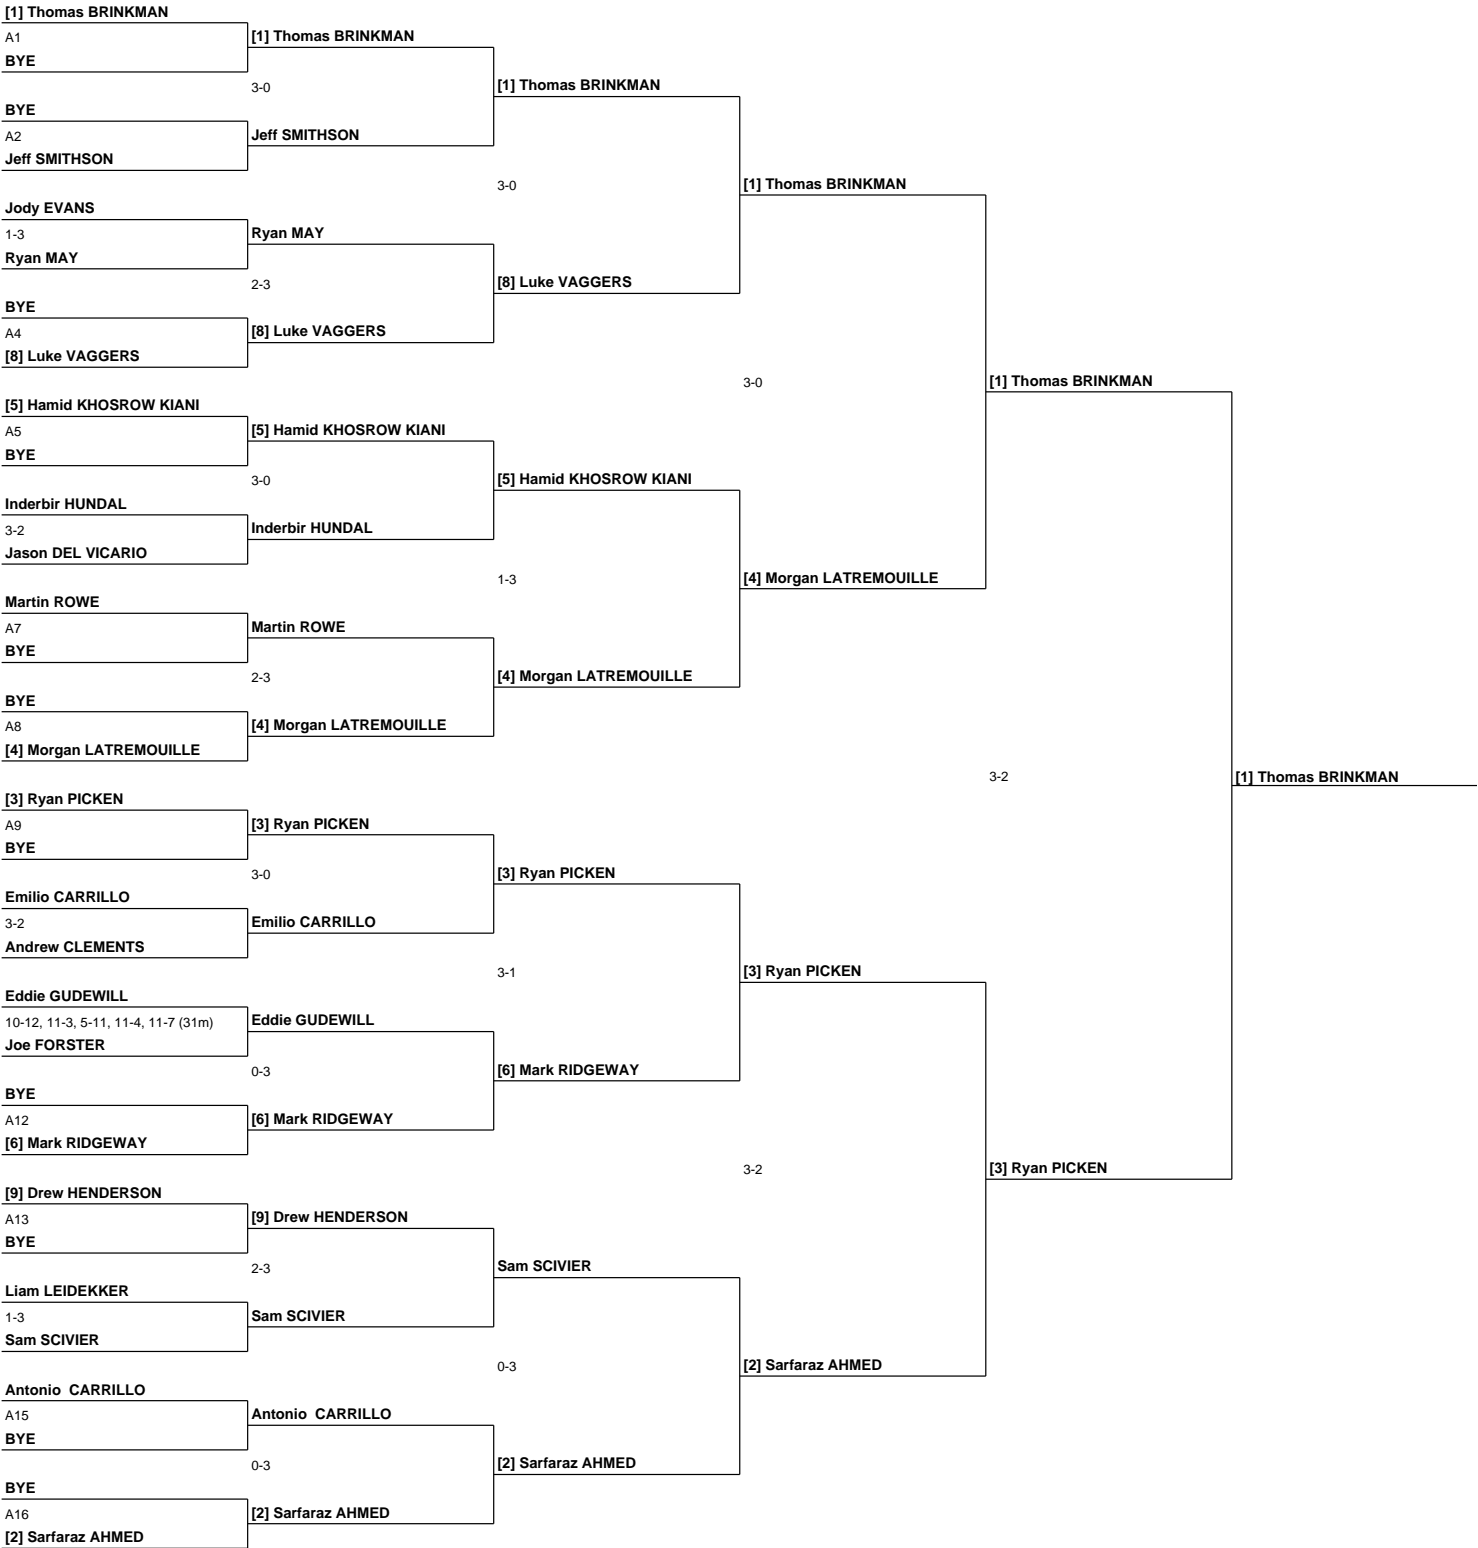 [1] Thomas BRINKMAN
A1
BYE
BYE
A2
Jeff SMITHSON
Jody EVANS
1-3
Ryan MAY
BYE
A4
[8] Luke VAGGERS
[5] Hamid KHOSROW KIANI
A5
BYE
Inderbir HUNDAL
3-2
Jason DEL VICARIO
Martin ROWE
A7
BYE
BYE
A8
[4] Morgan LATREMOUILLE
[3] Ryan PICKEN
A9
BYE
Emilio CARRILLO
3-2
Andrew CLEMENTS
Eddie GUDEWILL
10-12, 11-3, 5-11, 11-4, 11-7 (31m)
Joe FORSTER
BYE
A12
[6] Mark RIDGEWAY
[9] Drew HENDERSON
A13
BYE
Liam LEIDEKKER
1-3
Sam SCIVIER
Antonio  CARRILLO
A15
BYE
BYE
A16
[2] Sarfaraz AHMED
[1] Thomas BRINKMAN
3-0
Jeff SMITHSON
Ryan MAY
2-3
[8] Luke VAGGERS
[5] Hamid KHOSROW KIANI
3-0
Inderbir HUNDAL
Martin ROWE
2-3
[4] Morgan LATREMOUILLE
[3] Ryan PICKEN
3-0
Emilio CARRILLO
Eddie GUDEWILL
0-3
[6] Mark RIDGEWAY
[9] Drew HENDERSON
2-3
Sam SCIVIER
Antonio  CARRILLO
0-3
[2] Sarfaraz AHMED
[1] Thomas BRINKMAN
3-0
[8] Luke VAGGERS
[5] Hamid KHOSROW KIANI
1-3
[4] Morgan LATREMOUILLE
[3] Ryan PICKEN
3-1
[6] Mark RIDGEWAY
Sam SCIVIER
0-3
[2] Sarfaraz AHMED
[1] Thomas BRINKMAN
3-0
[4] Morgan LATREMOUILLE
[3] Ryan PICKEN
3-2
[2] Sarfaraz AHMED
[1] Thomas BRINKMAN
3-2
[3] Ryan PICKEN
[1] Thomas BRINKMAN